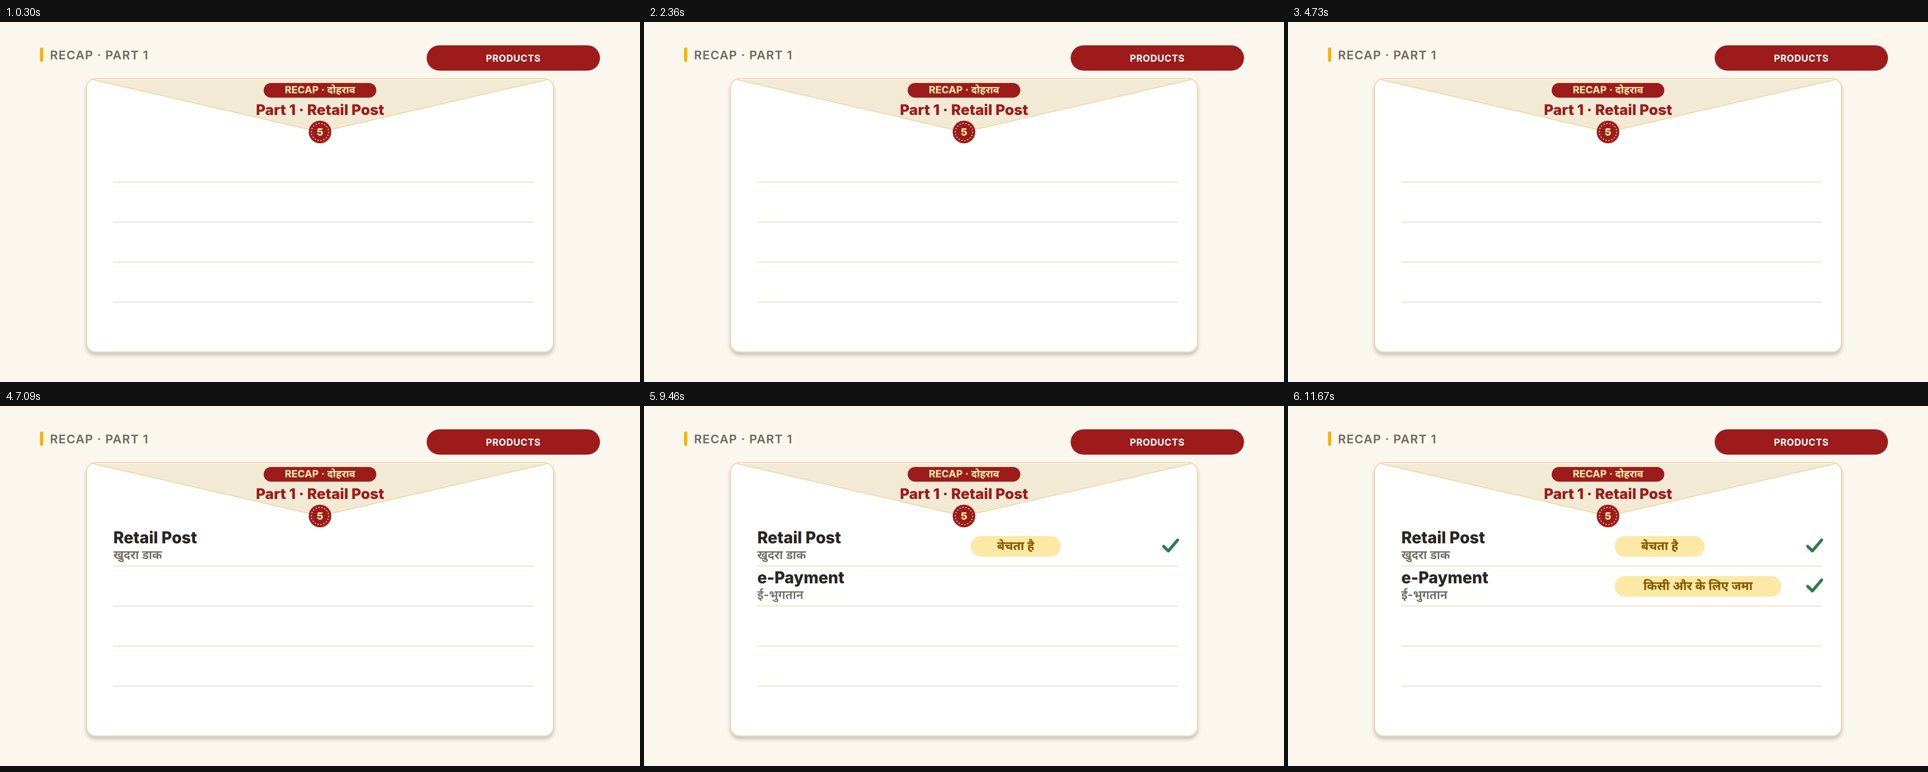 1. 0.30s
RECAP · PART 1
PRODUCTS
RECAP · दोहराव
Part 1 · Retail Post
5
2. 2.36s
RECAP · PART 1
PRODUCTS
RECAP · दोहराव
Part 1 · Retail Post
5
3. 4.73s
RECAP · PART 1
PRODUCTS
RECAP · दोहराव
Part 1 · Retail Post
5
4. 7.09s
RECAP · PART 1
PRODUCTS
RECAP · दोहराव
Part 1 · Retail Post
5
Retail Post
खुदरा डाक
5. 9.46s
RECAP · PART 1
PRODUCTS
RECAP · दोहराव
Part 1 · Retail Post
5
Retail Post
खुदरा डाक
बेचता है
e-Payment
ई-भुगतान
6. 11.67s
RECAP · PART 1
PRODUCTS
RECAP · दोहराव
Part 1 · Retail Post
5
Retail Post
खुदरा डाक
बेचता है
e-Payment
ई-भुगतान
किसी और के लिए जमा